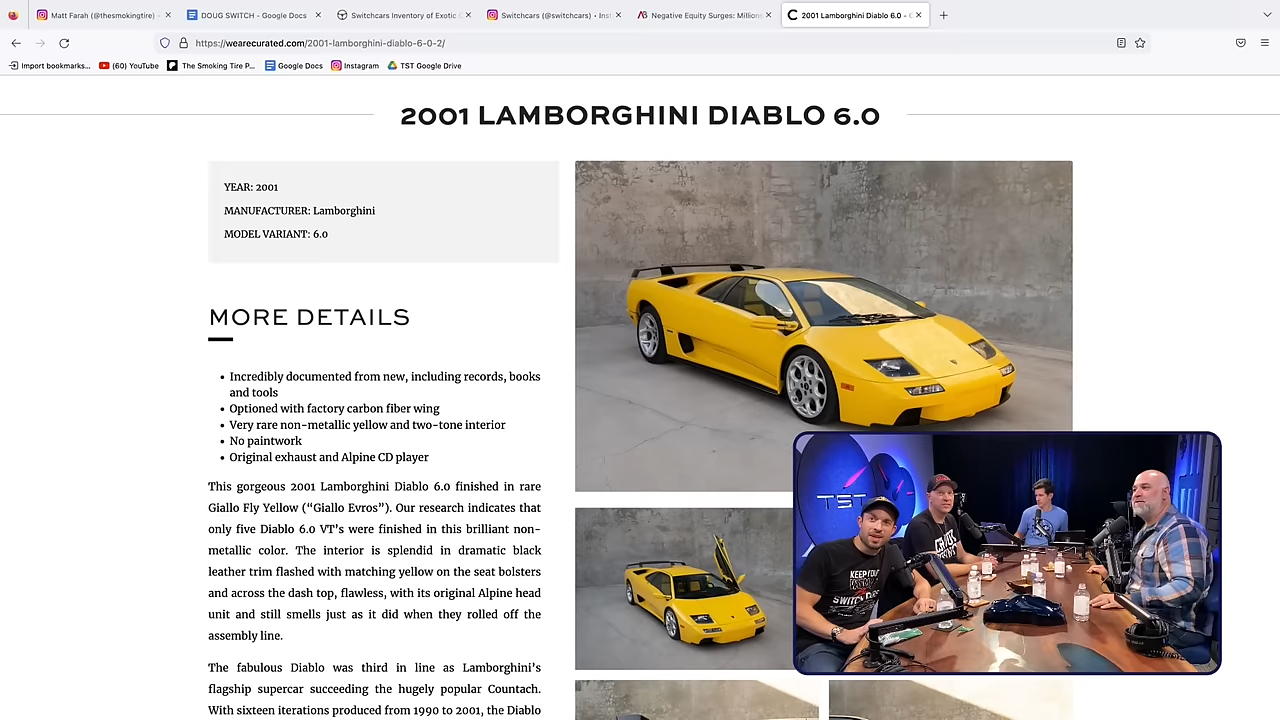 Matt Farah (@thesmokingtire)
DOUG SWITCH - Google Docs
Switchcars Inventory of Exotic
Switchcars (@switchcars) • Inst
Negative Equity Surges: Million
2001 Lamborghini Diablo 6.0
https://wearecurated.com/2001-lamborghini-diablo-6-0-2/
Import bookmarks...
(60) YouTube
The Smoking Tire P...
Google Docs
Instagram
TST Google Drive
2001 LAMBORGHINI DIABLO 6.0
YEAR: 2001
MANUFACTURER: Lamborghini
MODEL VARIANT: 6.0
MORE DETAILS
• Incredibly documented from new, including records, books
and tools
• Optioned with factory carbon fiber wing
• Very rare non-metallic yellow and two-tone interior
• No paintwork
• Original exhaust and Alpine CD player
This gorgeous 2001 Lamborghini Diablo 6.0 finished in rare
Giallo Fly Yellow (“Giallo Evros”). Our research indicates that
only five Diablo 6.0 VT’s were finished in this brilliant non-
metallic color. The interior is splendid in dramatic black
leather trim flashed with matching yellow on the seat bolsters
and across the dash top, flawless, with its original Alpine head
unit and still smells just as it did when they rolled off the
assembly line.
The fabulous Diablo was third in line as Lamborghini’s
flagship supercar succeeding the hugely popular Countach.
With sixteen iterations produced from 1990 to 2001, the Diablo
TST
KEEP YOUR